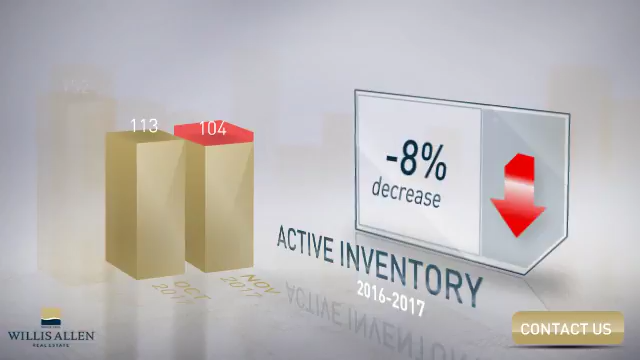 113
104
OCT
2017
NOV
2017
-8%
decrease
ACTIVE INVENTORY
2016-2017
WILLIS ALLEN
REAL ESTATE
CONTACT US